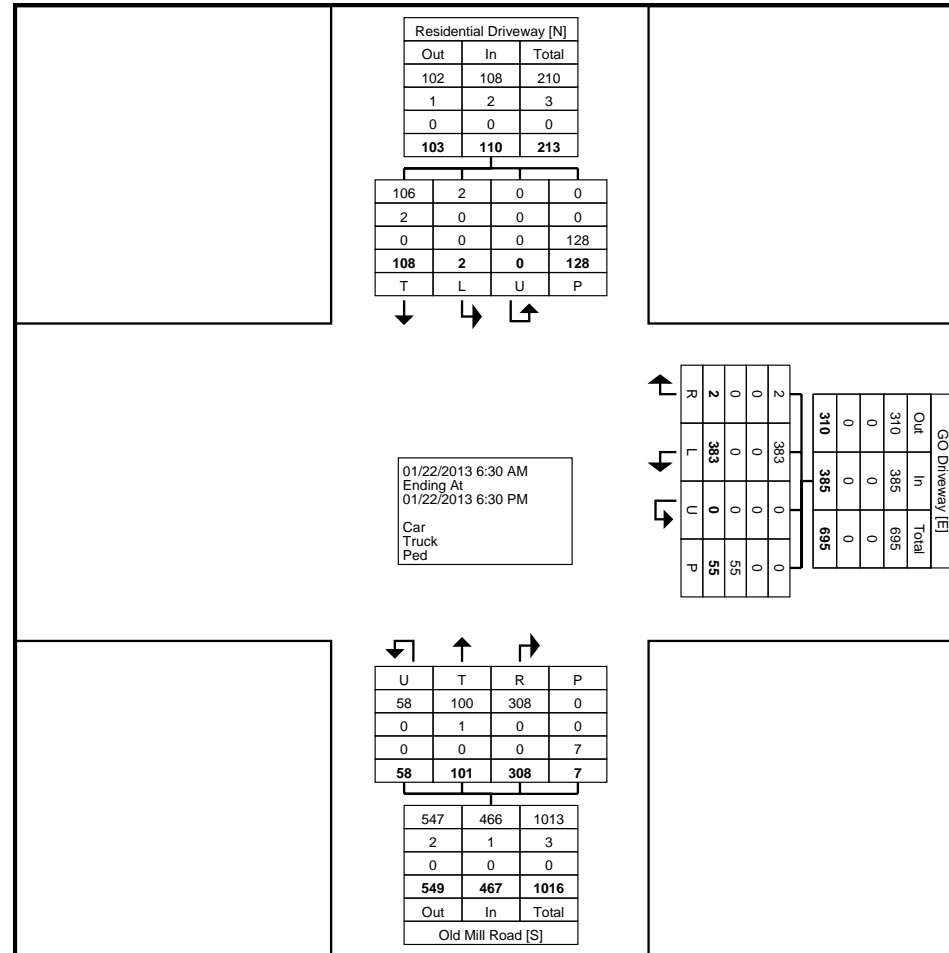 Residential Driveway [N]
Out In Total
102 108 210
1 2 3
0 0 0
103 110 213
106 2 0 0
2 0 0 0
0 0 0 128
108 2 0 128
T L U P
GO Driveway [E]
Out In Total
310 385 695
0 0 0
0 0 0
310 385 695
2 383 0 0
0 0 0 0
0 0 0 55
2 383 0 55
R L U P
01/22/2013 6:30 AM
Ending At
01/22/2013 6:30 PM
Car
Truck
Ped
U T R P
58 100 308 0
0 1 0 0
0 0 0 7
58 101 308 7
547 466 1013
2 1 3
0 0 0
549 467 1016
Out In Total
Old Mill Road [S]